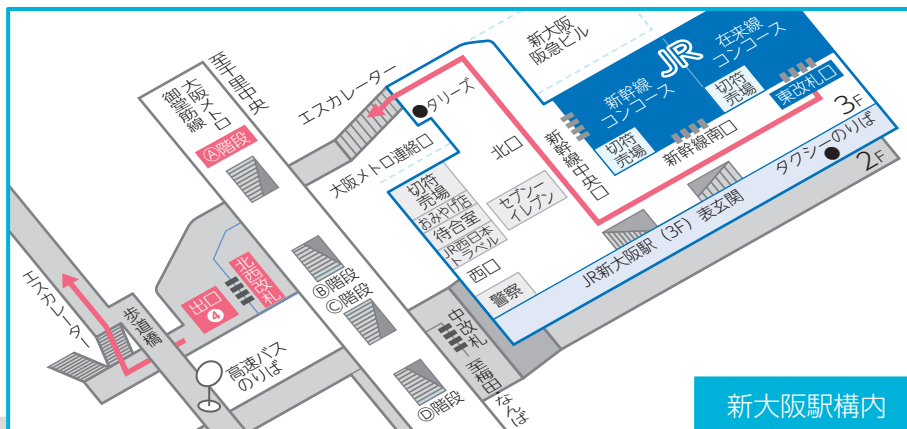 至千里中央
大阪メトロ
御堂筋線
Ⓐ階段
エスカレーター
タリーズ
大阪メトロ連絡口
新大阪
阪急ビル
JR
新幹線
コンコース
在来線
コンコース
切符
売場
切符
売場
東改札口
3F
北口
新幹線中央口
新幹線南口
タクシーのりば
2F
切符
売場
おみやげ店
待合室
JR西日本
トラベル
セブン-
イレブン
西口
警察
JR新大阪駅(3F)表玄関
エスカレーター
歩道橋
出口
4
北西改札
Ⓑ階段
Ⓒ階段
高速バス
のりば
Ⓓ階段
中改札
至梅田・なんば
新大阪駅構内